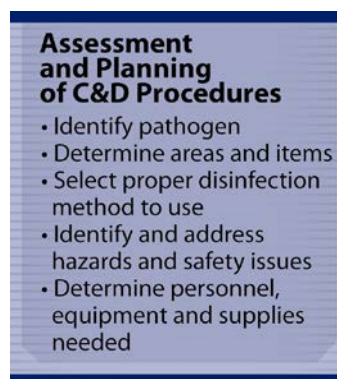 Assessment
and Planning
of C&D Procedures
• Identify pathogen
• Determine areas and items
• Select proper disinfection
method to use
• Identify and address
hazards and safety issues
• Determine personnel,
equipment and supplies
needed